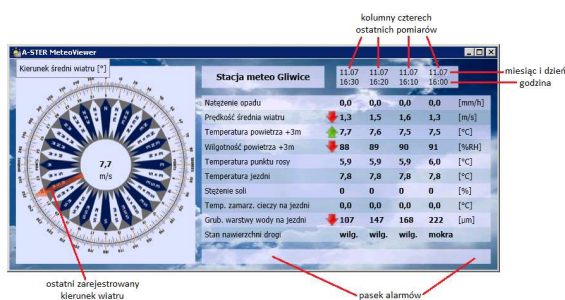 kolumny czterech
ostatnich pomiarów
A-STER MeteoViewer
Kierunek średni wiatru [°]
Stacja meteo Gliwice
11.07 11.07 11.07 11.07
16:30 16:20 16:10 16:00
miesiąc i dzień
godzina
Natężenie opadu 0,0 0,0 0,0 0,0 [mm/h]
Prędkość średnia wiatru 1,3 1,5 1,6 1,3 [m/s]
Temperatura powietrza +3m 7,7 7,6 7,5 7,5 [°C]
Wilgotność powietrza +3m 88 89 90 91 [%RH]
Temperatura punktu rosy 5,9 5,9 5,9 6,0 [°C]
Temperatura jezdni 7,8 7,8 7,8 7,8 [°C]
Stężenie soli 0 0 0 0 [%]
Temp. zamarz. cieczy na jezdni 0,0 0,0 0,0 0,0 [°C]
Grub. warstwy wody na jezdni 107 147 168 222 [µm]
Stan nawierzchni drogi wilg. wilg. wilg. mokra
7,7
m/s
ostatni zarejestrowany
kierunek wiatru
pasek alarmów